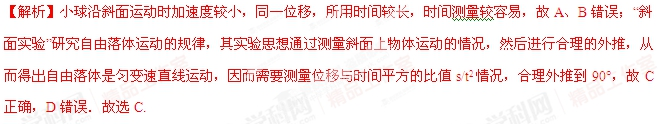 【解析】小球沿斜面运动时加速度较小，同一位移，所用时间较长，时间测量较容易，故 A、B 错误；“斜
面实验”研究自由落体运动的规律，其实验思想通过测量斜面上物体运动的情况，然后进行合理的外推，从
而得出自由落体是匀变速直线运动，因而需要测量位移与时间平方的比值 s/t² 情况，合理外推到 90°，故 C
正确，D 错误．故选 C.